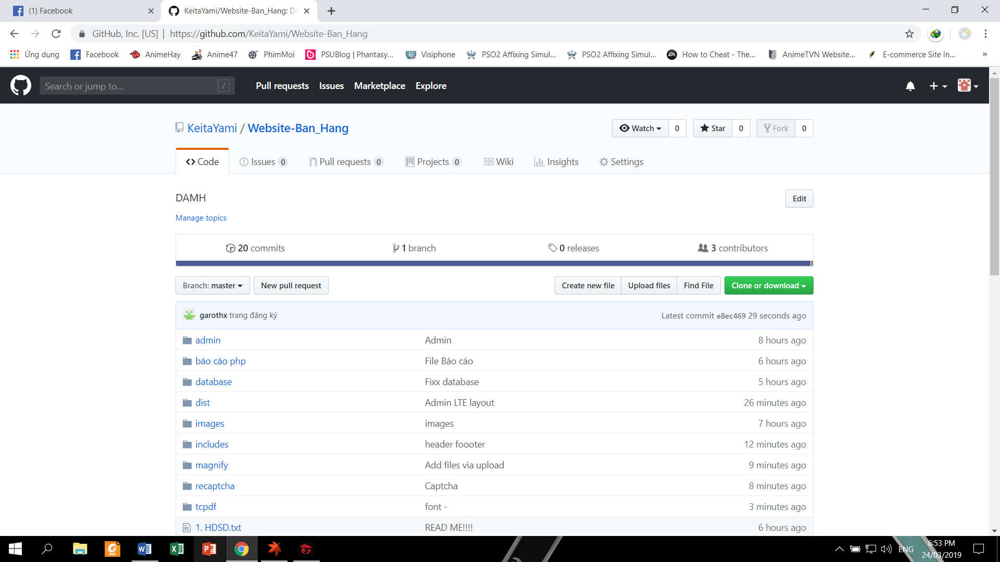 (1) Facebook
KeitaYami/Website-Ban_Hang: D
GitHub, Inc. [US] | https://github.com/KeitaYami/Website-Ban_Hang
Ứng dụng Facebook AnimeHay Anime47 PhimMoi PSUBlog | Phantasy... Visiphone PSO2 Affixing Simul... PSO2 Affixing Simul... How to Cheat - The... AnimeTVN Website... E-commerce Site In... »
Search or jump to... /
Pull requests Issues Marketplace Explore
KeitaYami / Website-Ban_Hang
Watch 0 Star 0 Fork 0
Code Issues 0 Pull requests 0 Projects 0 Wiki Insights Settings
DAMH
Edit
Manage topics
20 commits 1 branch 0 releases 3 contributors
Branch: master New pull request Create new file Upload files Find File Clone or download
garothx trang đăng ký Latest commit e8ec469 29 seconds ago
admin Admin 8 hours ago
báo cáo php File Báo cáo 6 hours ago
database Fixx database 5 hours ago
dist Admin LTE layout 26 minutes ago
images images 7 hours ago
includes header foooter 12 minutes ago
magnify Add files via upload 9 minutes ago
recaptcha Captcha 8 minutes ago
tcpdf font - 3 minutes ago
1. HDSD.txt READ ME!!!! 6 hours ago
PDF
ENG
6:53 PM
24/03/2019